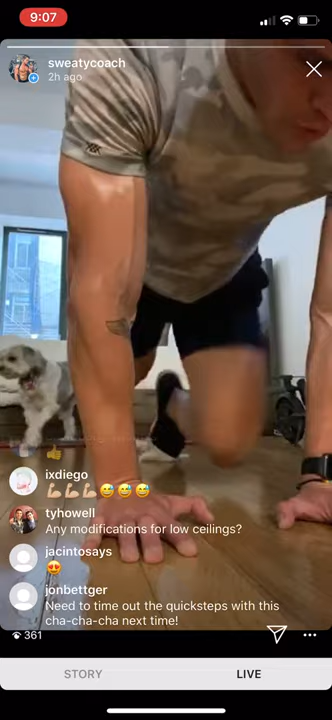 9:07
sweatycoach
2h ago
ixdiego
tyhowell
Any modifications for low ceilings?
jacintosays
jonbettger
Need to time out the quicksteps with this
cha-cha-cha next time!
361
STORY
LIVE